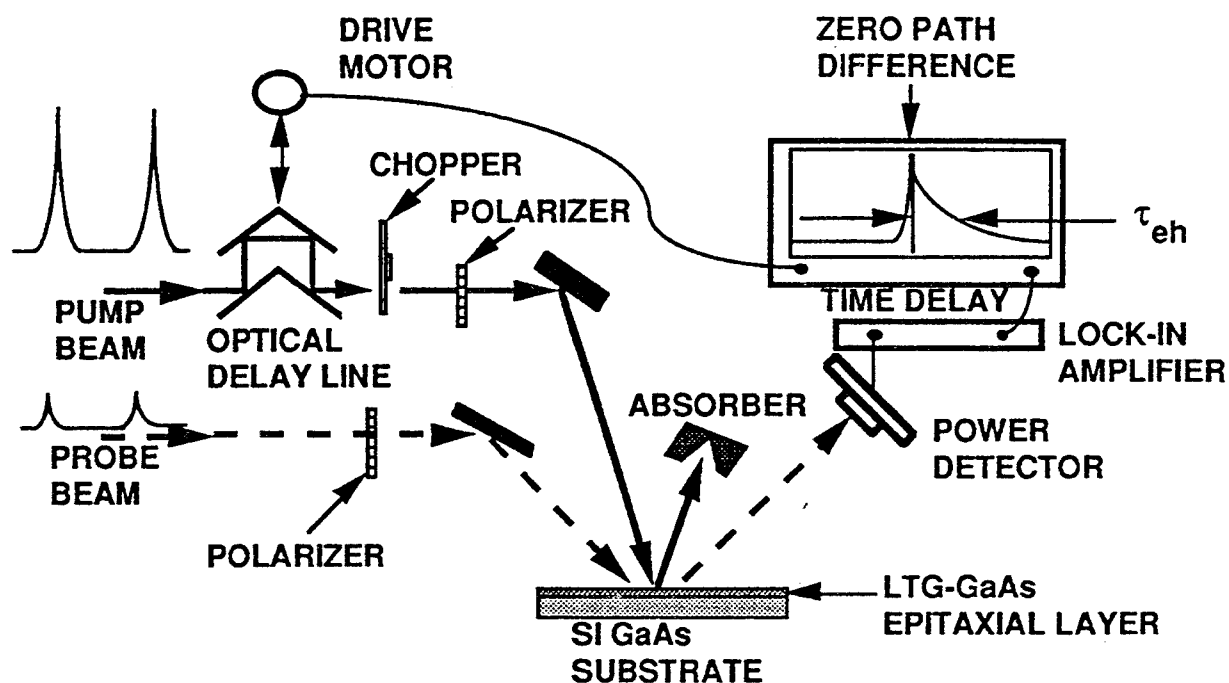 DRIVE
MOTOR
ZERO PATH
DIFFERENCE
CHOPPER
POLARIZER
τeh
PUMP
BEAM
OPTICAL
DELAY LINE
TIME DELAY
LOCK-IN
AMPLIFIER
ABSORBER
POWER
DETECTOR
PROBE
BEAM
POLARIZER
LTG-GaAs
EPITAXIAL LAYER
SI GaAs
SUBSTRATE